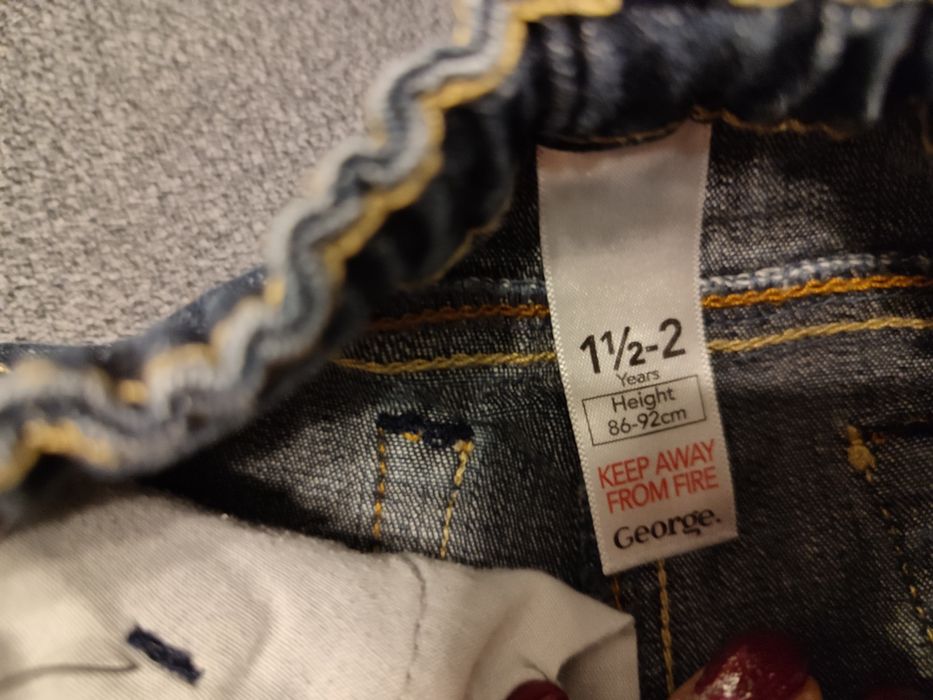 1½-2
Years
Height
86-92cm
KEEP AWAY
FROM FIRE
George.